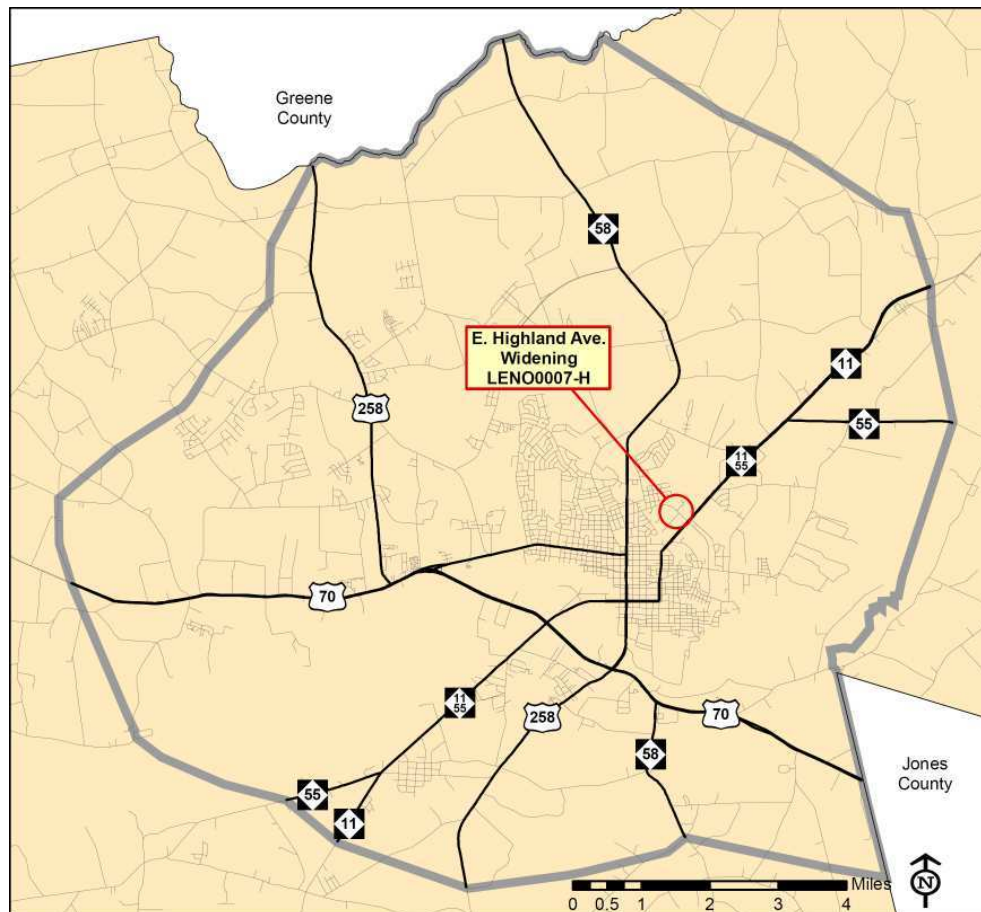 Greene
County
58
E. Highland Ave.
Widening
LENO0007-H
11
258
55
11
55
70
11
55
258
70
58
55
11
Jones
County
Miles
0 0.5 1 2 3 4
N